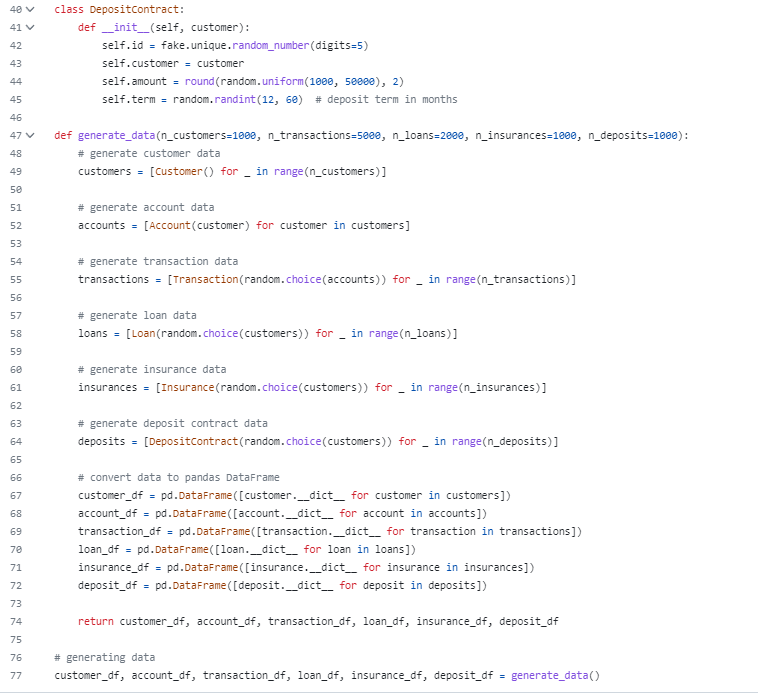 40 class DepositContract:
41     def __init__(self, customer):
42         self.id = fake.unique.random_number(digits=5)
43         self.customer = customer
44         self.amount = round(random.uniform(1000, 50000), 2)
45         self.term = random.randint(12, 60)  # deposit term in months
46
47 def generate_data(n_customers=1000, n_transactions=5000, n_loans=2000, n_insurances=1000, n_deposits=1000):
48     # generate customer data
49     customers = [Customer() for _ in range(n_customers)]
50
51     # generate account data
52     accounts = [Account(customer) for customer in customers]
53
54     # generate transaction data
55     transactions = [Transaction(random.choice(accounts)) for _ in range(n_transactions)]
56
57     # generate loan data
58     loans = [Loan(random.choice(customers)) for _ in range(n_loans)]
59
60     # generate insurance data
61     insurances = [Insurance(random.choice(customers)) for _ in range(n_insurances)]
62
63     # generate deposit contract data
64     deposits = [DepositContract(random.choice(customers)) for _ in range(n_deposits)]
65
66     # convert data to pandas DataFrame
67     customer_df = pd.DataFrame([customer.__dict__ for customer in customers])
68     account_df = pd.DataFrame([account.__dict__ for account in accounts])
69     transaction_df = pd.DataFrame([transaction.__dict__ for transaction in transactions])
70     loan_df = pd.DataFrame([loan.__dict__ for loan in loans])
71     insurance_df = pd.DataFrame([insurance.__dict__ for insurance in insurances])
72     deposit_df = pd.DataFrame([deposit.__dict__ for deposit in deposits])
73
74     return customer_df, account_df, transaction_df, loan_df, insurance_df, deposit_df
75
76 # generating data
77 customer_df, account_df, transaction_df, loan_df, insurance_df, deposit_df = generate_data()